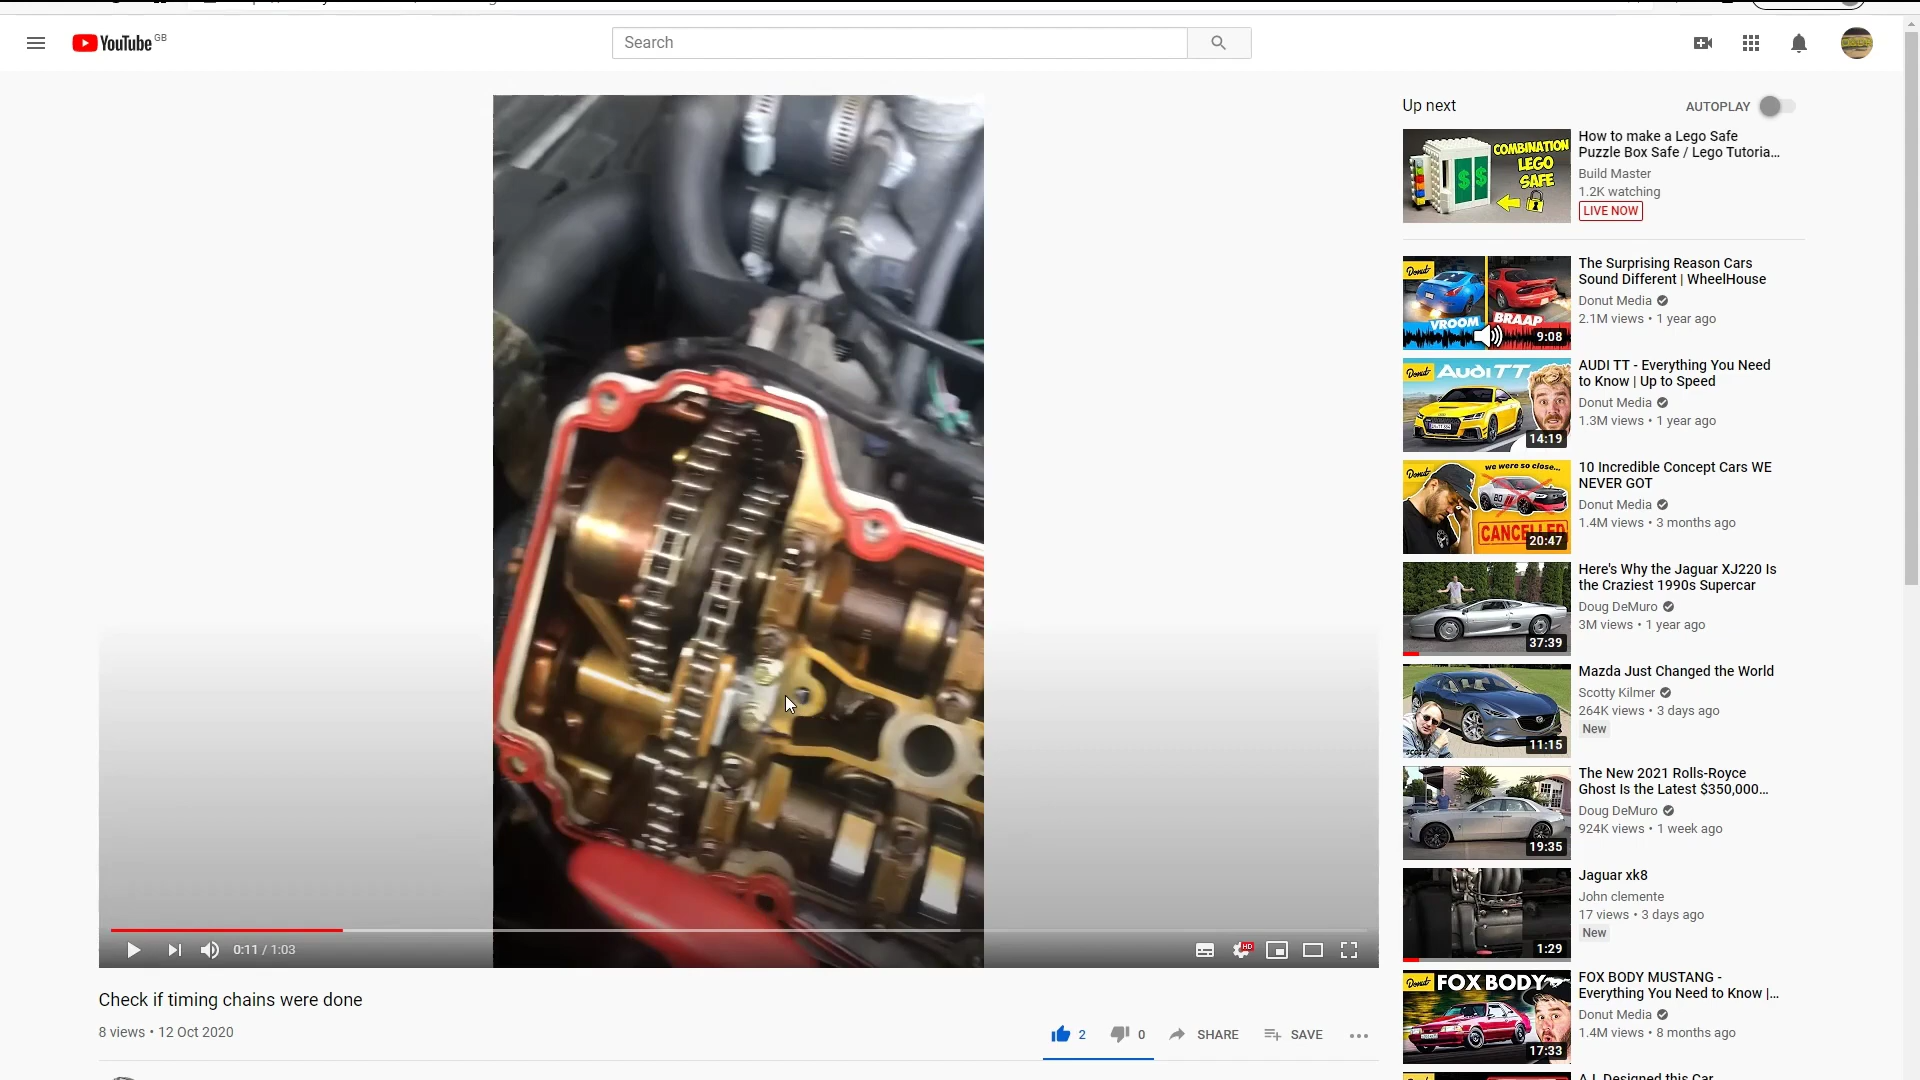 YouTube GB
Search
Up next
AUTOPLAY
COMBINATION
LEGO
SAFE
How to make a Lego Safe
Puzzle Box Safe / Lego Tutoria...
Build Master
1.2K watching
LIVE NOW
Donut
VROOM
BRAAP
9:08
The Surprising Reason Cars
Sound Different | WheelHouse
Donut Media
2.1M views • 1 year ago
Donut
AUDI TT
14:19
AUDI TT - Everything You Need
to Know | Up to Speed
Donut Media
1.3M views • 1 year ago
Donut
we were so close...
CANCELLED
20:47
10 Incredible Concept Cars WE
NEVER GOT
Donut Media
1.4M views • 3 months ago
37:39
Here's Why the Jaguar XJ220 Is
the Craziest 1990s Supercar
Doug DeMuro
3M views • 1 year ago
11:15
Mazda Just Changed the World
Scotty Kilmer
264K views • 3 days ago
New
19:35
The New 2021 Rolls-Royce
Ghost Is the Latest $350,000...
Doug DeMuro
924K views • 1 week ago
1:29
Jaguar xk8
John clemente
17 views • 3 days ago
New
Donut
FOX BODY
17:33
FOX BODY MUSTANG -
Everything You Need to Know |...
Donut Media
1.4M views • 8 months ago
0:11 / 1:03
HD
Check if timing chains were done
8 views • 12 Oct 2020
2
0
SHARE
SAVE